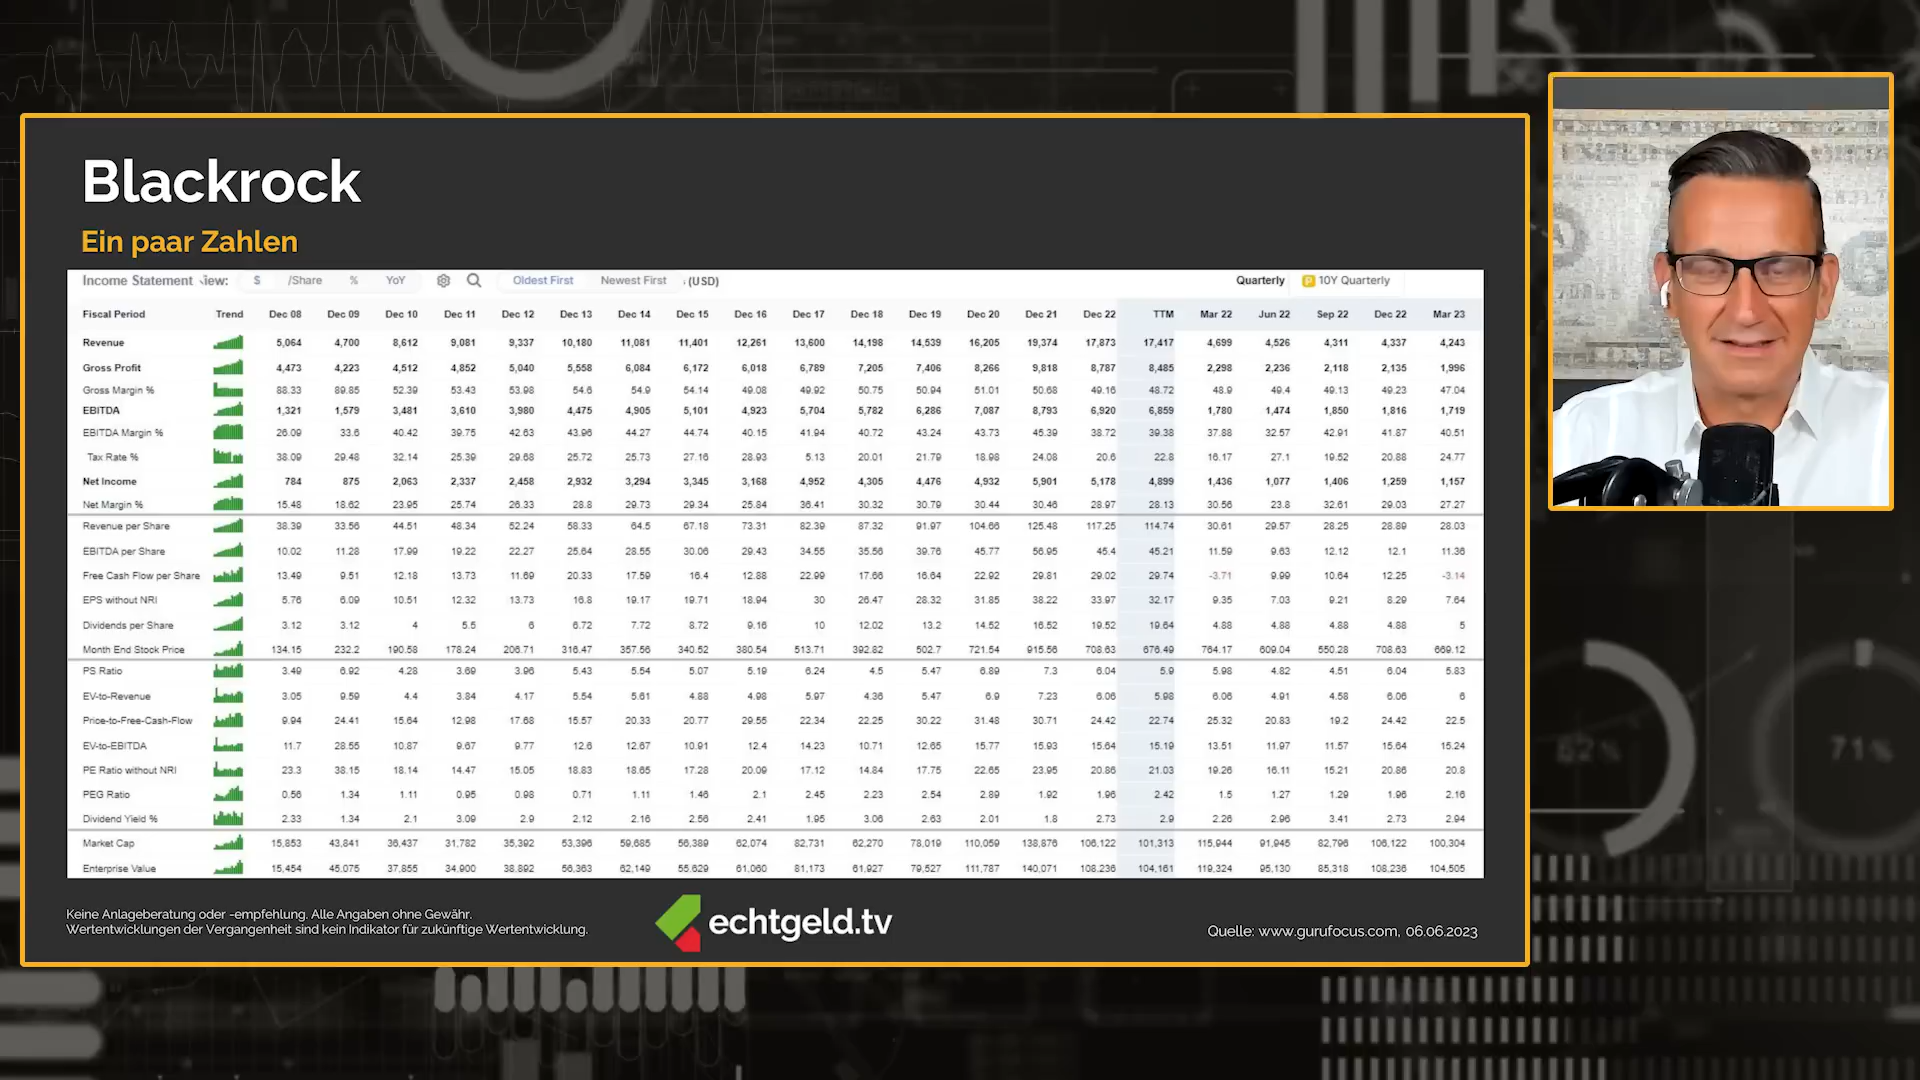 Blackrock
Ein paar Zahlen
Income Statement View: $ /Share % YoY Oldest First Newest First (USD) Quarterly P 10Y Quarterly
Fiscal Period Trend Dec 08 Dec 09 Dec 10 Dec 11 Dec 12 Dec 13 Dec 14 Dec 15 Dec 16 Dec 17 Dec 18 Dec 19 Dec 20 Dec 21 Dec 22 TTM Mar 22 Jun 22 Sep 22 Dec 22 Mar 23
Revenue 5,064 4,700 8,612 9,081 9,337 10,180 11,081 11,401 12,261 13,600 14,198 14,539 16,205 19,374 17,873 17,417 4,699 4,526 4,311 4,337 4,243
Gross Profit 4,473 4,223 4,512 4,852 5,040 5,558 6,084 6,172 6,018 6,789 7,205 7,406 8,266 9,818 8,787 8,485 2,298 2,236 2,118 2,135 1,996
Gross Margin % 88.33 89.85 52.39 53.43 53.98 54.6 54.9 54.14 49.08 49.92 50.75 50.94 51.01 50.68 49.16 48.72 48.9 49.4 49.13 49.23 47.04
EBITDA 1,321 1,579 3,481 3,610 3,980 4,475 4,905 5,101 4,923 5,704 5,782 6,286 7,087 8,793 6,920 6,859 1,780 1,474 1,850 1,816 1,719
EBITDA Margin % 26.09 33.6 40.42 39.75 42.63 43.96 44.27 44.74 40.15 41.94 40.72 43.24 43.73 45.39 38.72 39.38 37.88 32.57 42.91 41.87 40.51
Tax Rate % 38.09 29.48 32.14 25.39 29.68 25.72 25.73 27.16 28.93 5.13 20.01 21.79 18.98 24.08 20.6 22.8 16.17 27.1 19.52 20.88 24.77
Net Income 784 875 2,063 2,337 2,458 2,932 3,294 3,345 3,168 4,952 4,305 4,476 4,932 5,901 5,178 4,899 1,436 1,077 1,406 1,259 1,157
Net Margin % 15.48 18.62 23.95 25.74 26.33 28.8 29.73 29.34 25.84 36.41 30.32 30.79 30.44 30.46 28.97 28.13 30.56 23.8 32.61 29.03 27.27
Revenue per Share 38.39 33.56 44.51 48.34 52.24 58.33 64.5 67.18 73.31 82.39 87.32 91.97 104.66 125.48 117.25 114.74 30.61 29.57 28.25 28.89 28.03
EBITDA per Share 10.02 11.28 17.99 19.22 22.27 25.64 28.55 30.06 29.43 34.55 35.56 39.76 45.77 56.95 45.4 45.21 11.59 9.63 12.12 12.1 11.36
Free Cash Flow per Share 13.49 9.51 12.18 13.73 11.69 20.33 17.59 16.4 12.88 22.99 17.66 16.64 22.92 29.81 29.02 29.74 -3.71 9.99 10.64 12.25 -3.14
EPS without NRI 5.76 6.09 10.51 12.32 13.73 16.8 19.17 19.71 18.94 30 26.47 28.32 31.85 38.22 33.97 32.17 9.35 7.03 9.21 8.29 7.64
Dividends per Share 3.12 3.12 4 5.5 6 6.72 7.72 8.72 9.16 10 12.02 13.2 14.52 16.52 19.52 19.64 4.88 4.88 4.88 4.88 5
Month End Stock Price 134.15 232.2 190.58 178.24 206.71 316.47 357.56 340.52 380.54 513.71 392.82 502.7 721.54 915.56 708.63 676.49 764.17 609.04 550.28 708.63 669.12
PS Ratio 3.49 6.92 4.28 3.69 3.96 5.43 5.54 5.07 5.19 6.24 4.5 5.47 6.89 7.3 6.04 5.9 5.98 4.82 4.51 6.04 5.83
EV-to-Revenue 3.05 9.59 4.4 3.84 4.17 5.54 5.61 4.88 4.98 5.97 4.36 5.47 6.9 7.23 6.06 5.98 6.06 4.91 4.58 6.06 6
Price-to-Free-Cash-Flow 9.94 24.41 15.64 12.98 17.68 15.57 20.33 20.77 29.55 22.34 22.25 30.22 31.48 30.71 24.42 22.74 25.32 20.83 19.2 24.42 22.5
EV-to-EBITDA 11.7 28.55 10.87 9.67 9.77 12.6 12.67 10.91 12.4 14.23 10.71 12.65 15.77 15.93 15.64 15.19 13.51 11.97 11.57 15.64 15.24
PE Ratio without NRI 23.3 38.15 18.14 14.47 15.05 18.83 18.65 17.28 20.09 17.12 14.84 17.75 22.65 23.95 20.86 21.03 19.26 16.11 15.21 20.86 20.8
PEG Ratio 0.56 1.34 1.11 0.95 0.98 0.71 1.11 1.46 2.1 2.45 2.23 2.54 2.89 1.92 1.96 2.42 1.5 1.27 1.29 1.96 2.16
Dividend Yield % 2.33 1.34 2.1 3.09 2.9 2.12 2.16 2.56 2.41 1.95 3.06 2.63 2.01 1.8 2.73 2.9 2.26 2.96 3.41 2.73 2.94
Market Cap 15,853 43,841 36,437 31,782 35,392 53,396 59,685 56,389 62,074 82,731 62,270 78,019 110,059 138,876 106,122 101,313 115,944 91,945 82,796 106,122 100,304
Enterprise Value 15,454 45,075 37,855 34,900 38,892 56,363 62,149 55,629 61,060 81,173 61,927 79,527 111,787 140,071 108,236 104,161 119,324 95,130 85,318 108,236 104,505
Keine Anlageberatung oder -empfehlung. Alle Angaben ohne Gewähr.
Wertentwicklungen der Vergangenheit sind kein Indikator für zukünftige Wertentwicklung.
echtgeld.tv
Quelle: www.gurufocus.com, 06.06.2023
62%
71%